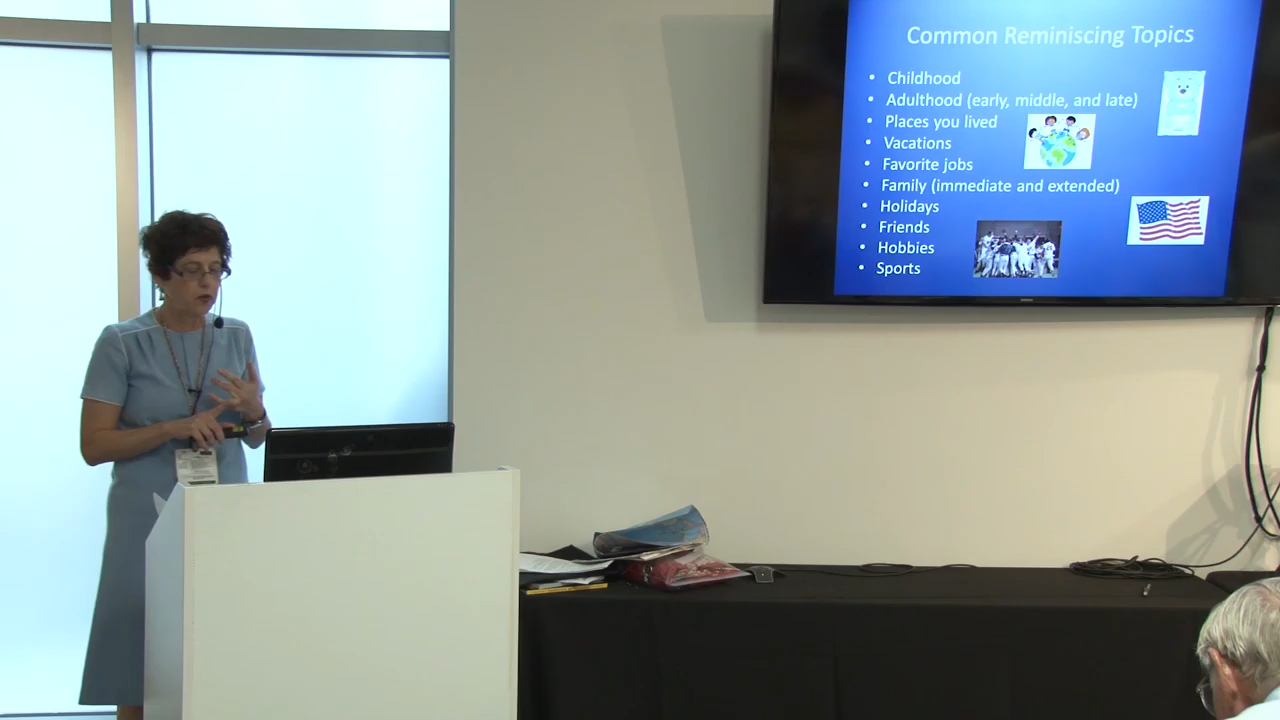 Common Reminiscing Topics
• Childhood
• Adulthood (early, middle, and late)
• Places you lived
• Vacations
• Favorite jobs
• Family (immediate and extended)
• Holidays
• Friends
• Hobbies
• Sports